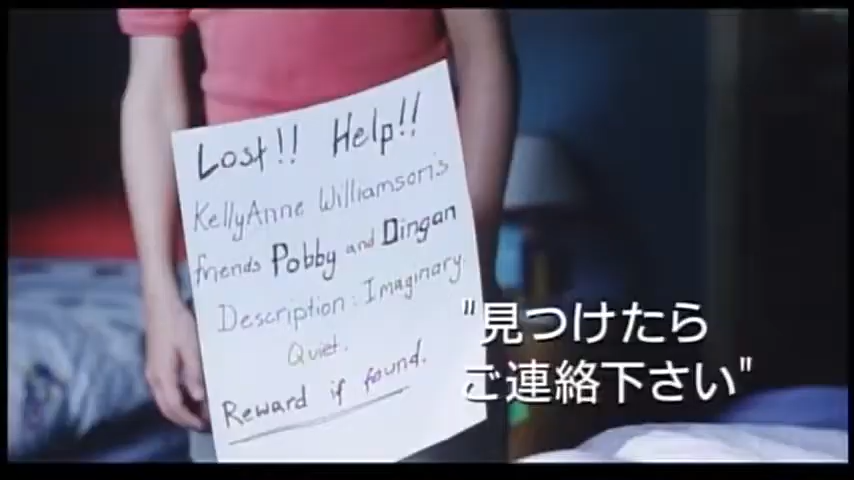 Lost!! Help!!
KellyAnne Williamson's
friends Pobby and Dingan
Description: Imaginary.
Quiet.
Reward if found.
"見つけたら
ご連絡下さい"